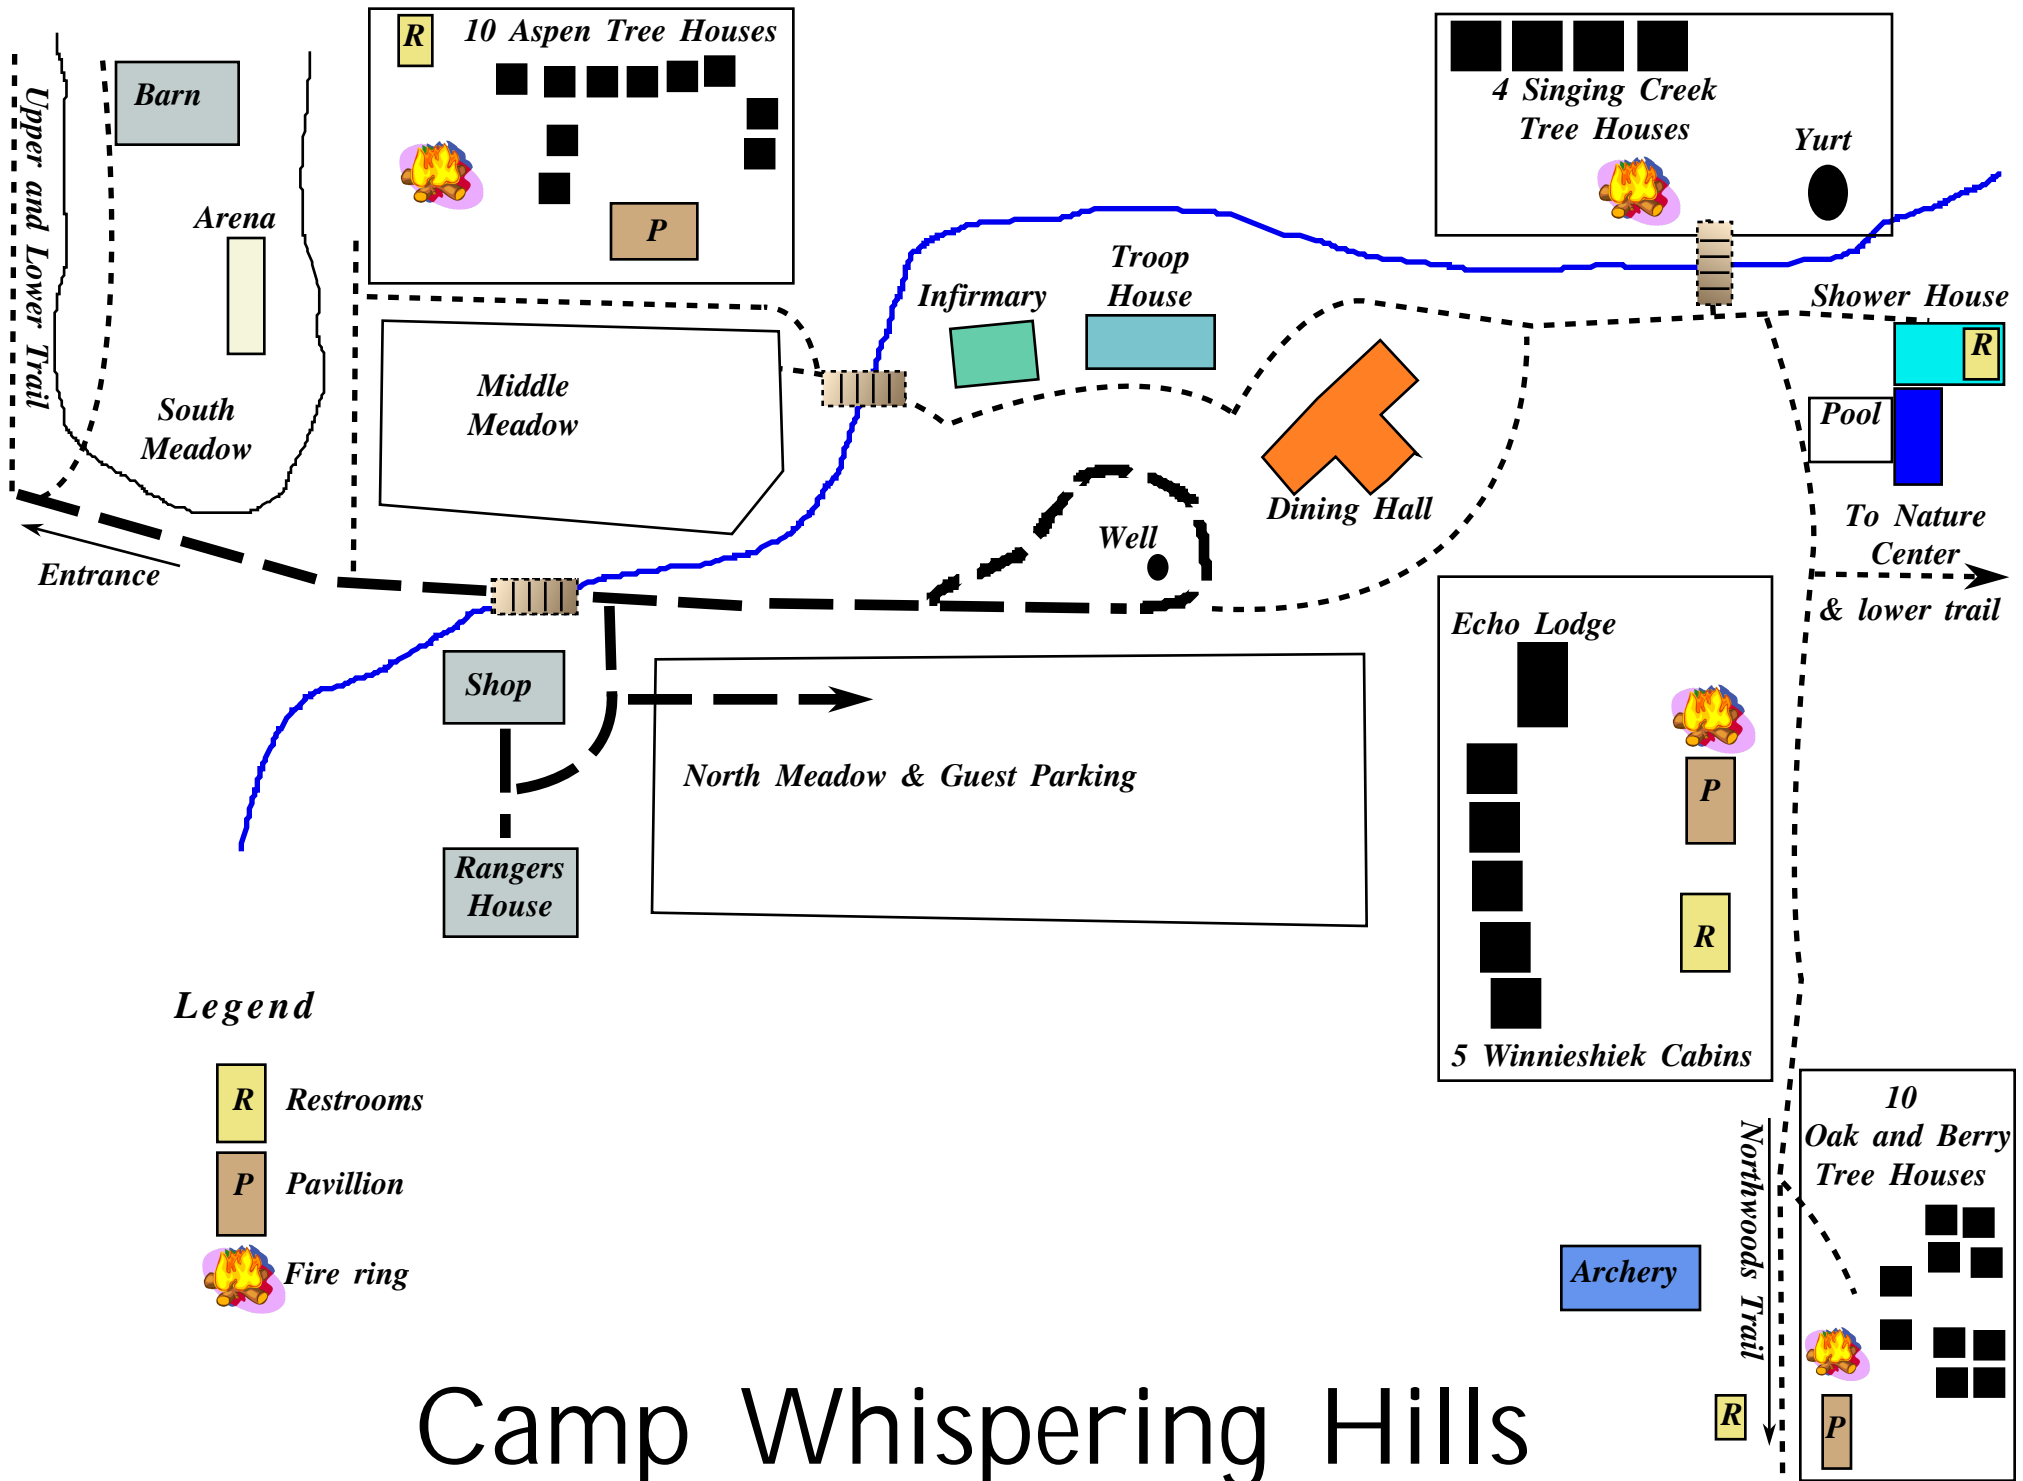 R
10 Aspen Tree Houses
P
Barn
Upper and Lower Trail
Arena
South
Meadow
Entrance
Middle
Meadow
Infirmary
Troop
House
4 Singing Creek
Tree Houses
Yurt
Shower House
R
Pool
Dining Hall
Well
To Nature
Center
& lower trail
Shop
North Meadow & Guest Parking
Rangers
House
Echo Lodge
P
R
5 Winnieshiek Cabins
Legend
R Restrooms
P Pavillion
Fire ring
10
Oak and Berry
Tree Houses
Northwoods Trail
Archery
R
P
Camp Whispering Hills